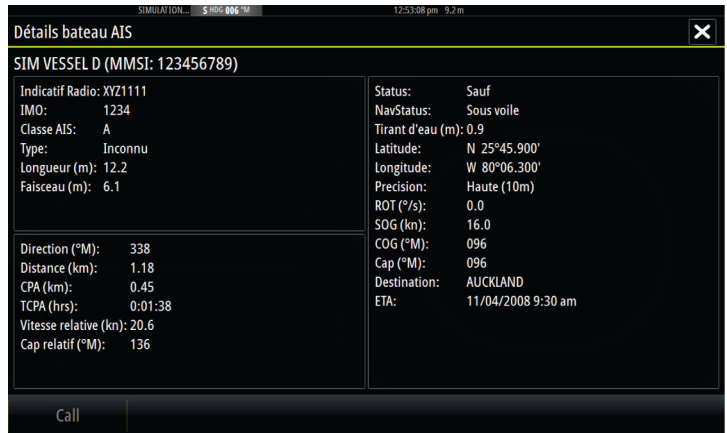 SIMULATION... S HDG 006 °M 12:53:08 pm 9.2 m
Détails bateau AIS
SIM VESSEL D (MMSI: 123456789)
Indicatif Radio: XYZ1111
IMO: 1234
Classe AIS: A
Type: Inconnu
Longueur (m): 12.2
Faisceau (m): 6.1
Direction (°M): 338
Distance (km): 1.18
CPA (km): 0.45
TCPA (hrs): 0:01:38
Vitesse relative (kn): 20.6
Cap relatif (°M): 136
Status: Sauf
NavStatus: Sous voile
Tirant d'eau (m): 0.9
Latitude: N 25°45.900'
Longitude: W 80°06.300'
Precision: Haute (10m)
ROT (°/s): 0.0
SOG (kn): 16.0
COG (°M): 096
Cap (°M): 096
Destination: AUCKLAND
ETA: 11/04/2008 9:30 am
Call